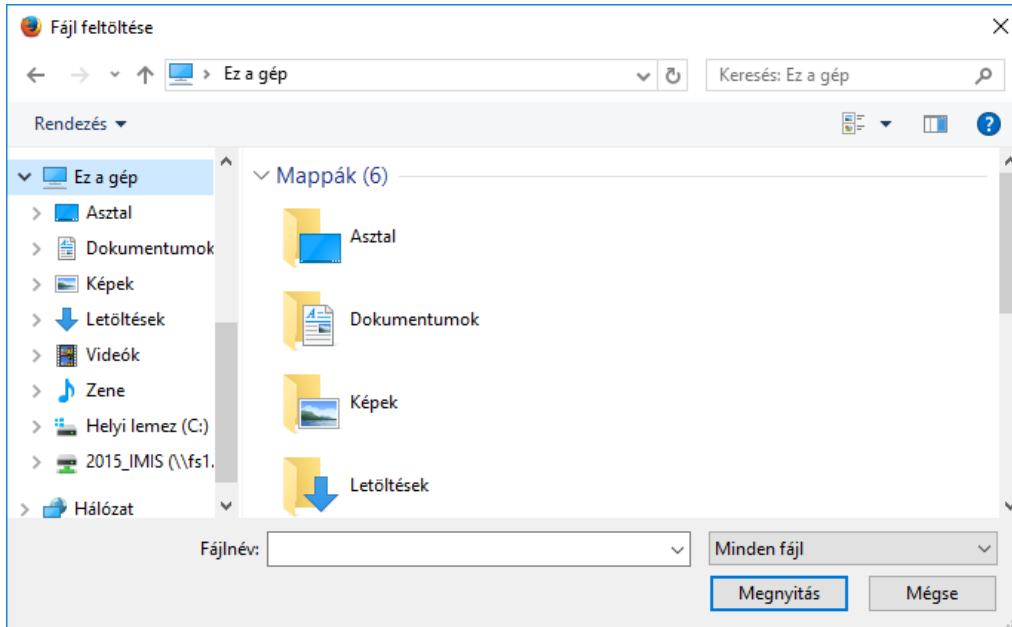 Fájl feltöltése
Ez a gép
Keresés: Ez a gép
Rendezés
Ez a gép
Asztal
Dokumentumok
Képek
Letöltések
Videók
Zene
Helyi lemez (C:)
2015_IMIS (\\fs1.
Hálózat
Mappák (6)
Asztal
Dokumentumok
Képek
Letöltések
Fájlnév:
Minden fájl
Megnyitás
Mégse